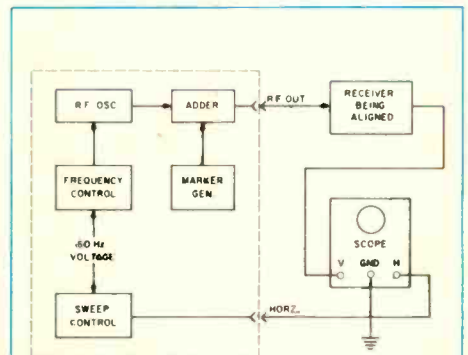 RF OSC
ADDER
RF OUT
RECEIVER
BEING
ALIGNED
FREQUENCY
CONTROL
MARKER
GEN.
60 Hz
VOLTAGE
SCOPE
V GND H
SWEEP
CONTROL
HORZ.